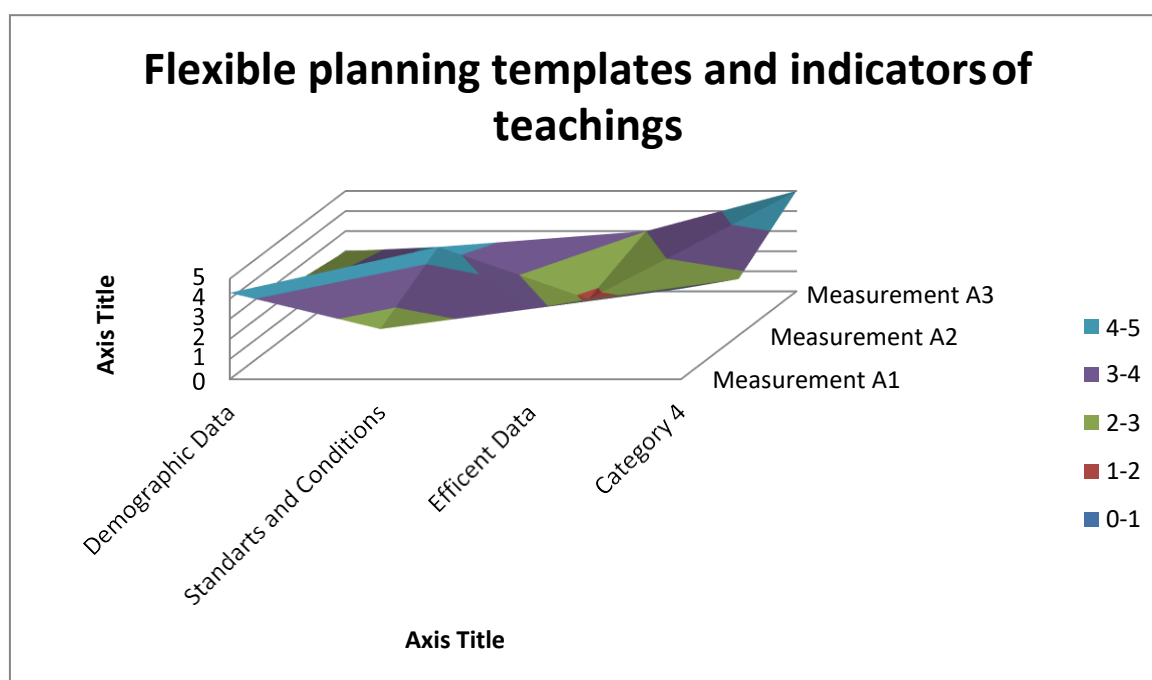 Flexible planning templates and indicators of
teachings
Axis Title
5
4
3
2
1
0
Measurement A3
Measurement A2
Measurement A1
Demographic Data
Standarts and Conditions
Efficent Data
Category 4
Axis Title
4-5
3-4
2-3
1-2
0-1